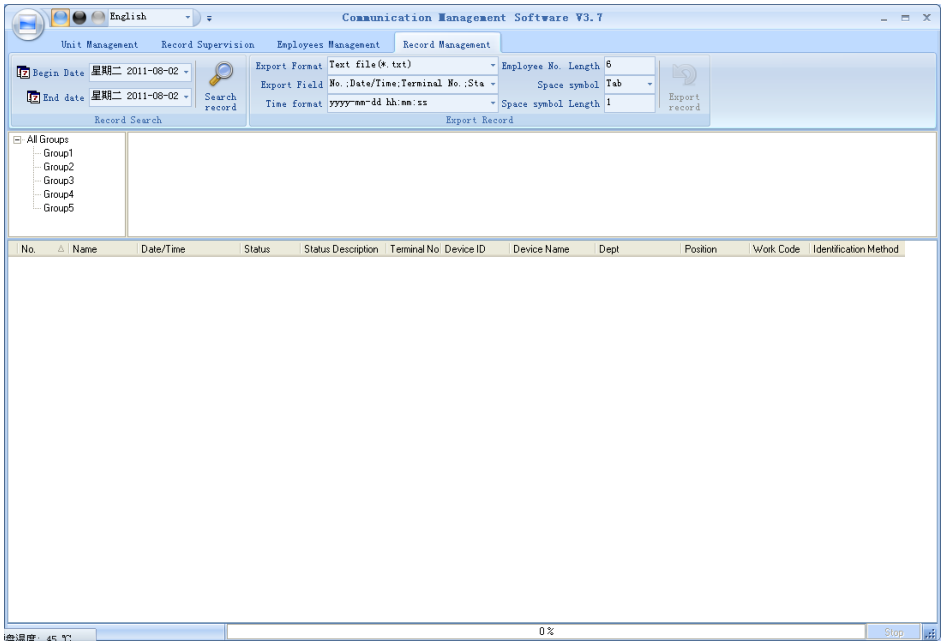 English
Communication Management Software V3.7
Unit Management Record Supervision Employees Management Record Management
Begin Date 星期二 2011-08-02
End date 星期二 2011-08-02
Search record
Record Search
Export Format Text file(*.txt)
Export Field No.;Date/Time;Terminal No.;Sta
Time format yyyy-mm-dd hh:mm:ss
Employee No. Length 6
Space symbol Tab
Space symbol Length 1
Export record
Export Record
All Groups
Group1
Group2
Group3
Group4
Group5
No. Name Date/Time Status Status Description Terminal No Device ID Device Name Dept Position Work Code Identification Method
温度: 45 ℃
0%
Stop